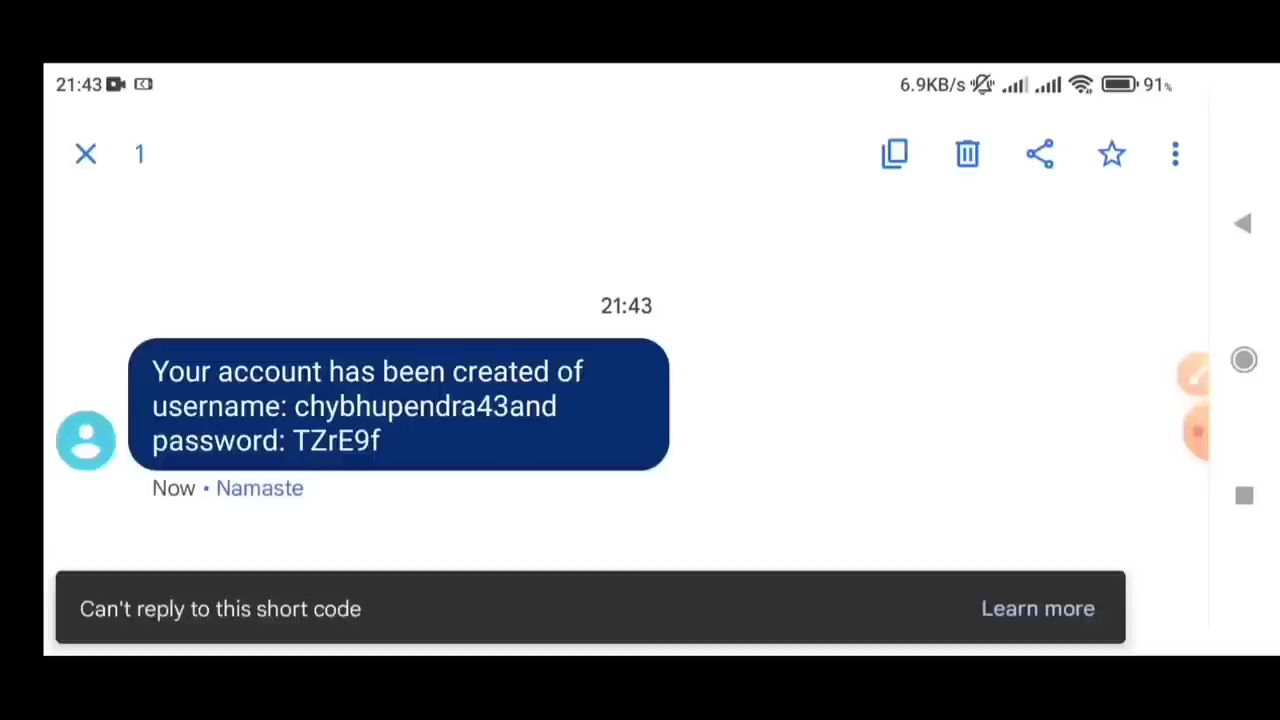 21:43
6.9KB/s
91%
1
21:43
Your account has been created of
username: chybhupendra43and
password: TZrE9f
Now • Namaste
Can't reply to this short code
Learn more